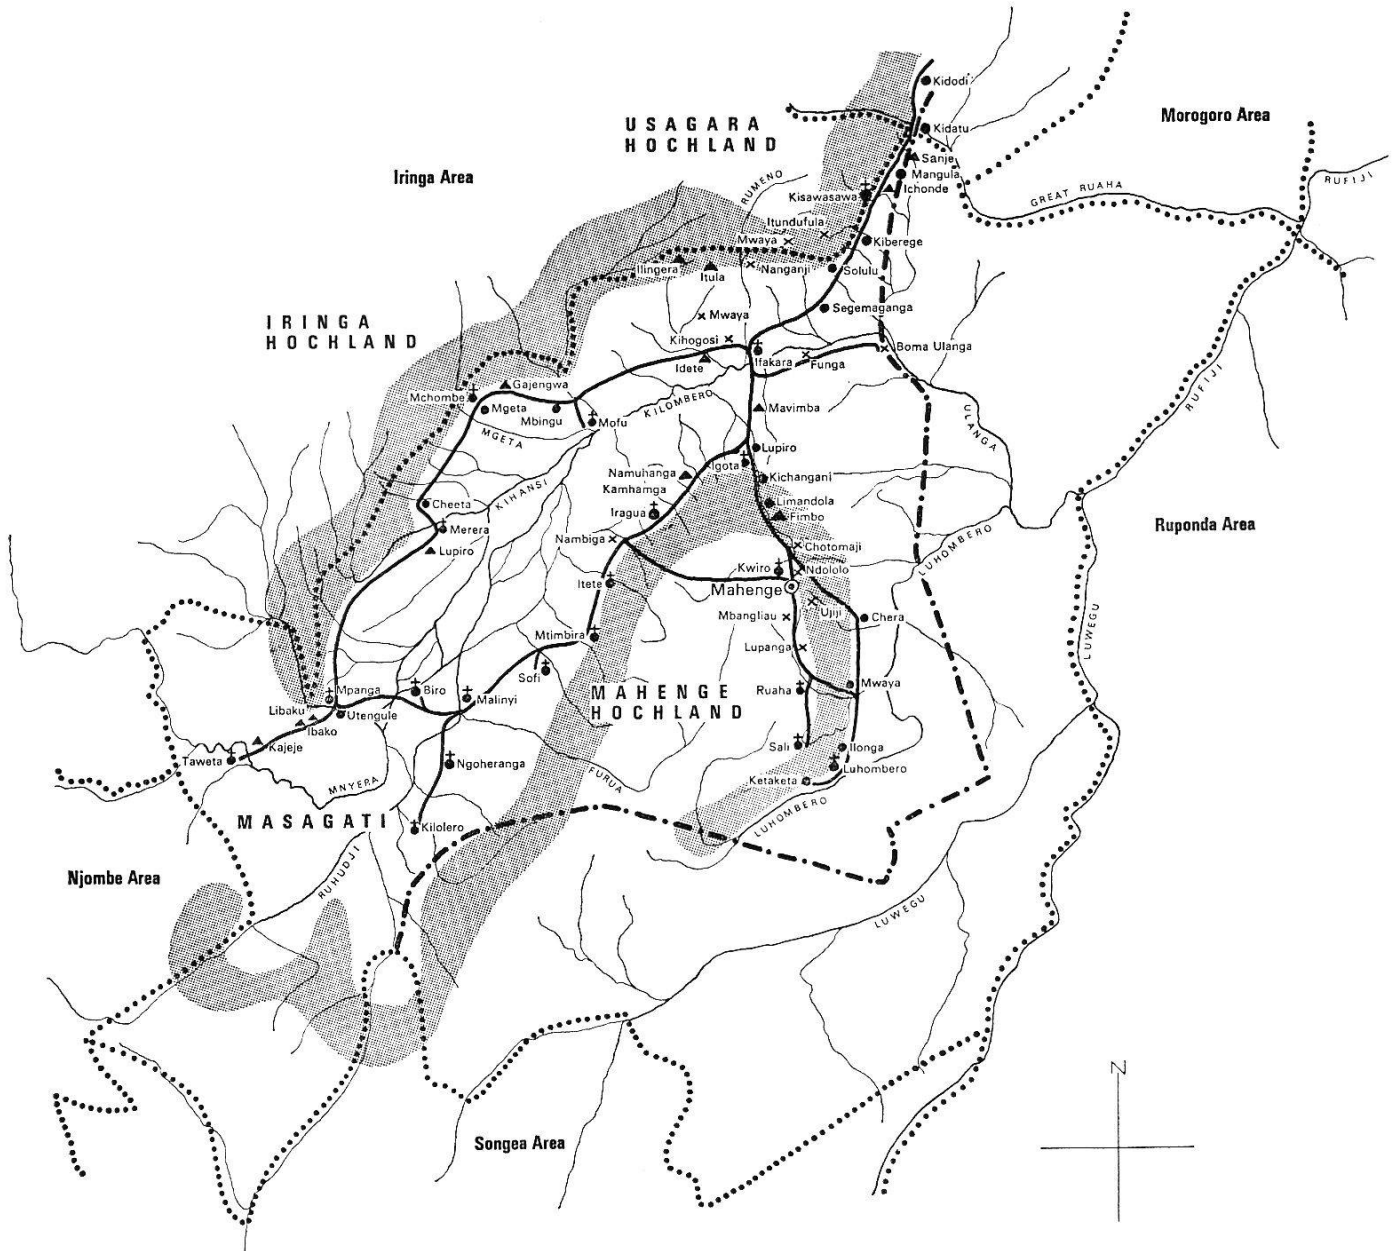 Kidodi
Morogoro Area
USAGARA
HOCHLAND
Kidatu
Iringa Area
Sanje
Mangula
Ichonde
RUMENO
Kisawasawa
GREAT RUAHA
RUFIJI
Itundufula
Mwaya
Kiberege
Ilingera
Itula
Nanganji
Solulu
IRINGA
HOCHLAND
Mwaya
Segemaganga
Kihogosi
Ifakara
Boma Ulanga
Idete
Funga
RUFIJI
Gajengwa
Mchombe
Mgeta
Mbingu
Mofu
KILOMBERO
Mavimba
ULANGA
MGETA
Lupiro
Igota
Namuhanga
Kamhamga
Kichangani
KIHANSI
Cheeta
Iragua
Limandola
Fimbo
Ruponda Area
Merera
Lupiro
Nambiga
Chotomaji
LUHOMBERO
Kwiro
Ndololo
Itete
Mahenge
Mbangliau
Ujiji
Chera
LUWEGU
Mtimbira
Lupanga
Sofi
MAHENGE
HOCHLAND
Ruaha
Mwaya
Mpanga
Biro
Malinyi
Libaku
Utengule
Ibako
Kajeje
Taweta
Sali
Ilonga
Ngoheranga
Luhombero
Ketaketa
MNYERA
FURUA
LUHOMBERO
MASAGATI
Kilolero
RUHUDJI
Njombe Area
LUWEGU
N
Songea Area